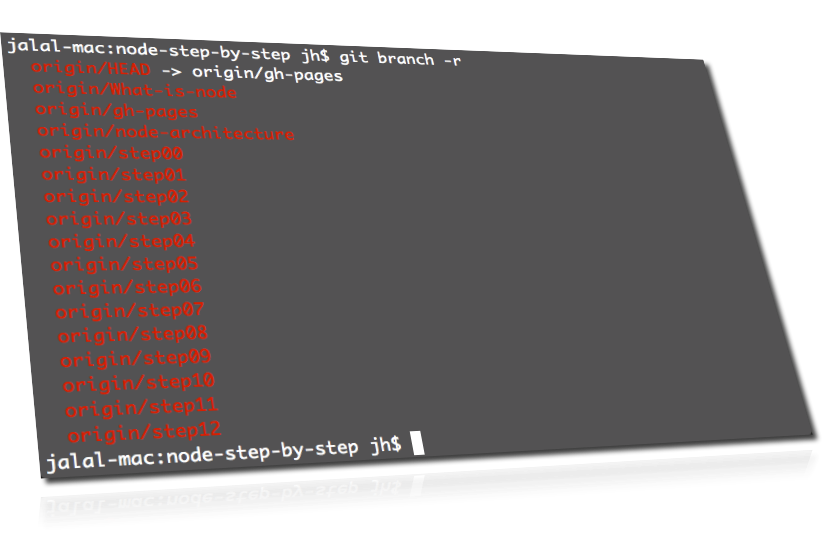 jalal-mac:node-step-by-step jh$ git branch -r
origin/HEAD -> origin/gh-pages
origin/What-is-node
origin/gh-pages
origin/node-architecture
origin/step00
origin/step01
origin/step02
origin/step03
origin/step04
origin/step05
origin/step06
origin/step07
origin/step08
origin/step09
origin/step10
origin/step11
origin/step12
jalal-mac:node-step-by-step jh$